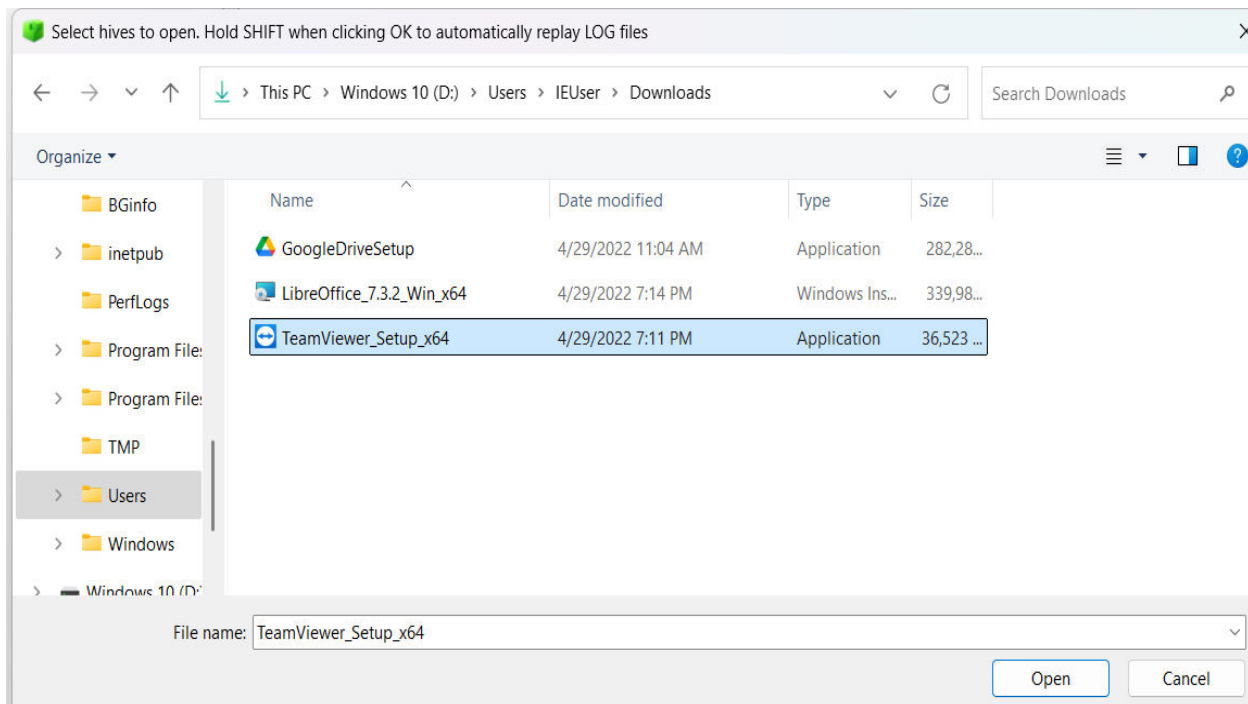 Select hives to open. Hold SHIFT when clicking OK to automatically replay LOG files
This PC > Windows 10 (D:) > Users > IEUser > Downloads
Search Downloads
Organize
Name Date modified Type Size
BGinfo
inetpub
PerfLogs
Program Files
Program Files
TMP
Users
Windows
Windows 10 (D:
GoogleDriveSetup 4/29/2022 11:04 AM Application 282,28...
LibreOffice_7.3.2_Win_x64 4/29/2022 7:14 PM Windows Ins... 339,98...
TeamViewer_Setup_x64 4/29/2022 7:11 PM Application 36,523 ...
File name: TeamViewer_Setup_x64
Open Cancel